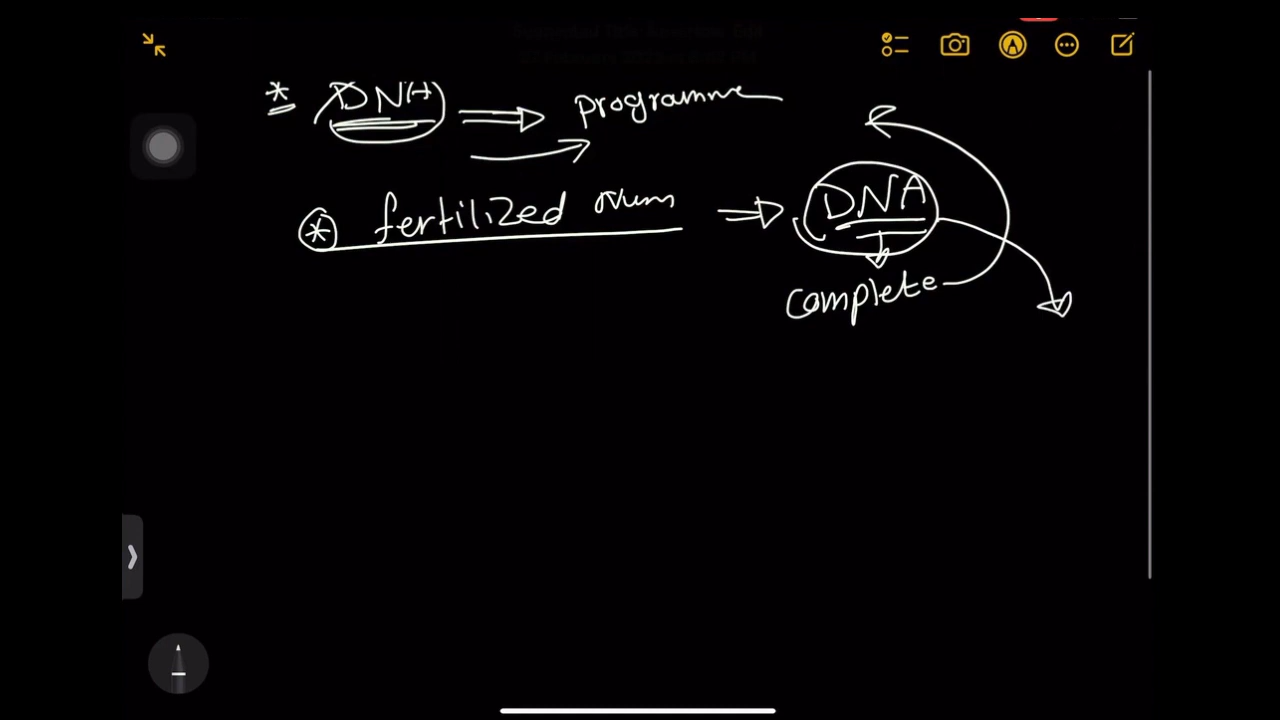 * DNA ⇒ programme
* fertilized ovum ⇒ DNA
complete